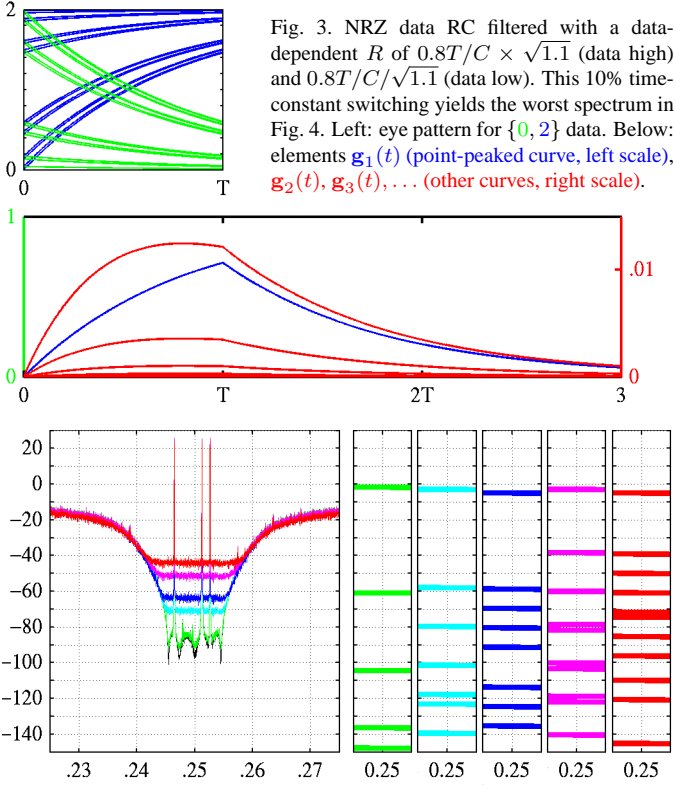 2
0
0
T
Fig. 3. NRZ data RC filtered with a data-
dependent R of 0.8T/C × √1.1 (data high)
and 0.8T/C/√1.1 (data low). This 10% time-
constant switching yields the worst spectrum in
Fig. 4. Left: eye pattern for {0, 2} data. Below:
elements g₁(t) (point-peaked curve, left scale),
g₂(t), g₃(t), . . . (other curves, right scale).
1
0
.01
0
0
T
2T
3
20
0
−20
−40
−60
−80
−100
−120
−140
.23
.24
.25
.26
.27
0.25
0.25
0.25
0.25
0.25